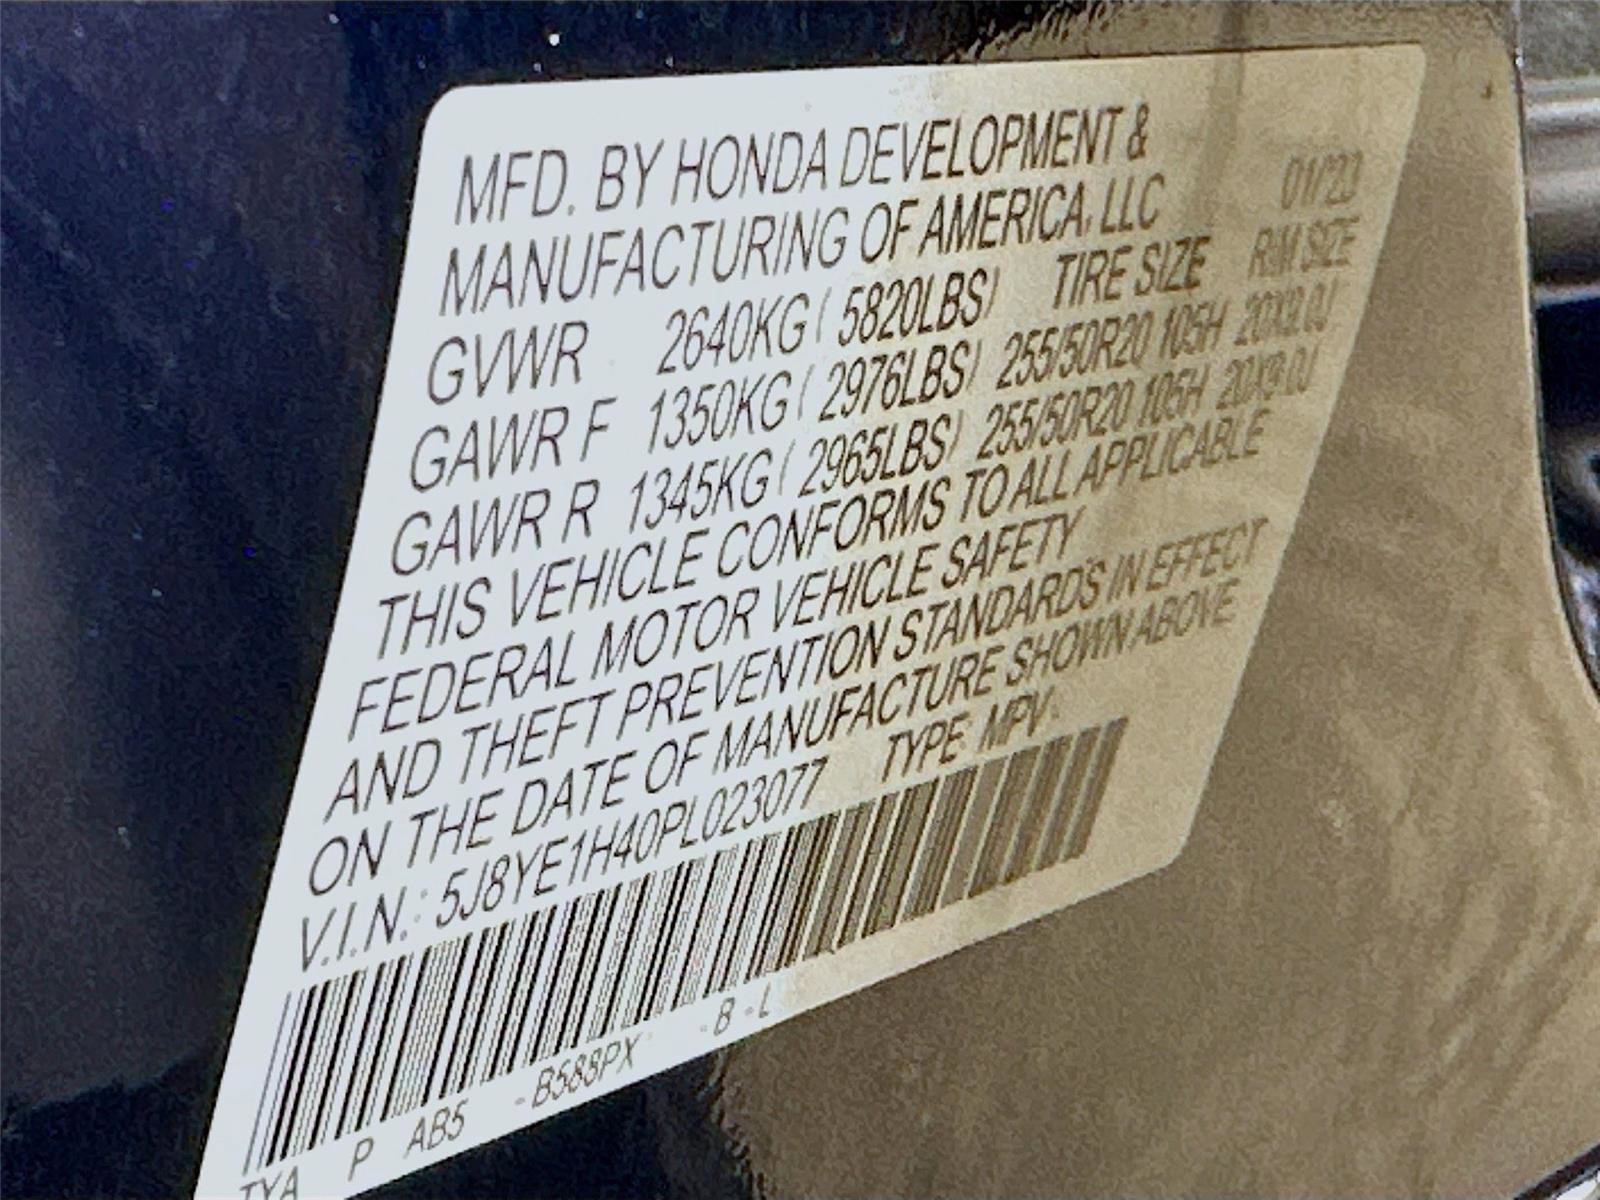 MFD. BY HONDA DEVELOPMENT &
MANUFACTURING OF AMERICA, LLC 01/23
GVWR 2640KG ( 5820LBS) TIRE SIZE RIM SIZE
GAWR F 1350KG ( 2976LBS) 255/50R20 105H 20X9.0J
GAWR R 1345KG ( 2965LBS) 255/50R20 105H 20X9.0J
THIS VEHICLE CONFORMS TO ALL APPLICABLE
FEDERAL MOTOR VEHICLE SAFETY
AND THEFT PREVENTION STANDARDS IN EFFECT
ON THE DATE OF MANUFACTURE SHOWN ABOVE
V.I.N.: 5J8YE1H40PL023077 TYPE: MPV
TYA P AB5 -B588PX -B -L